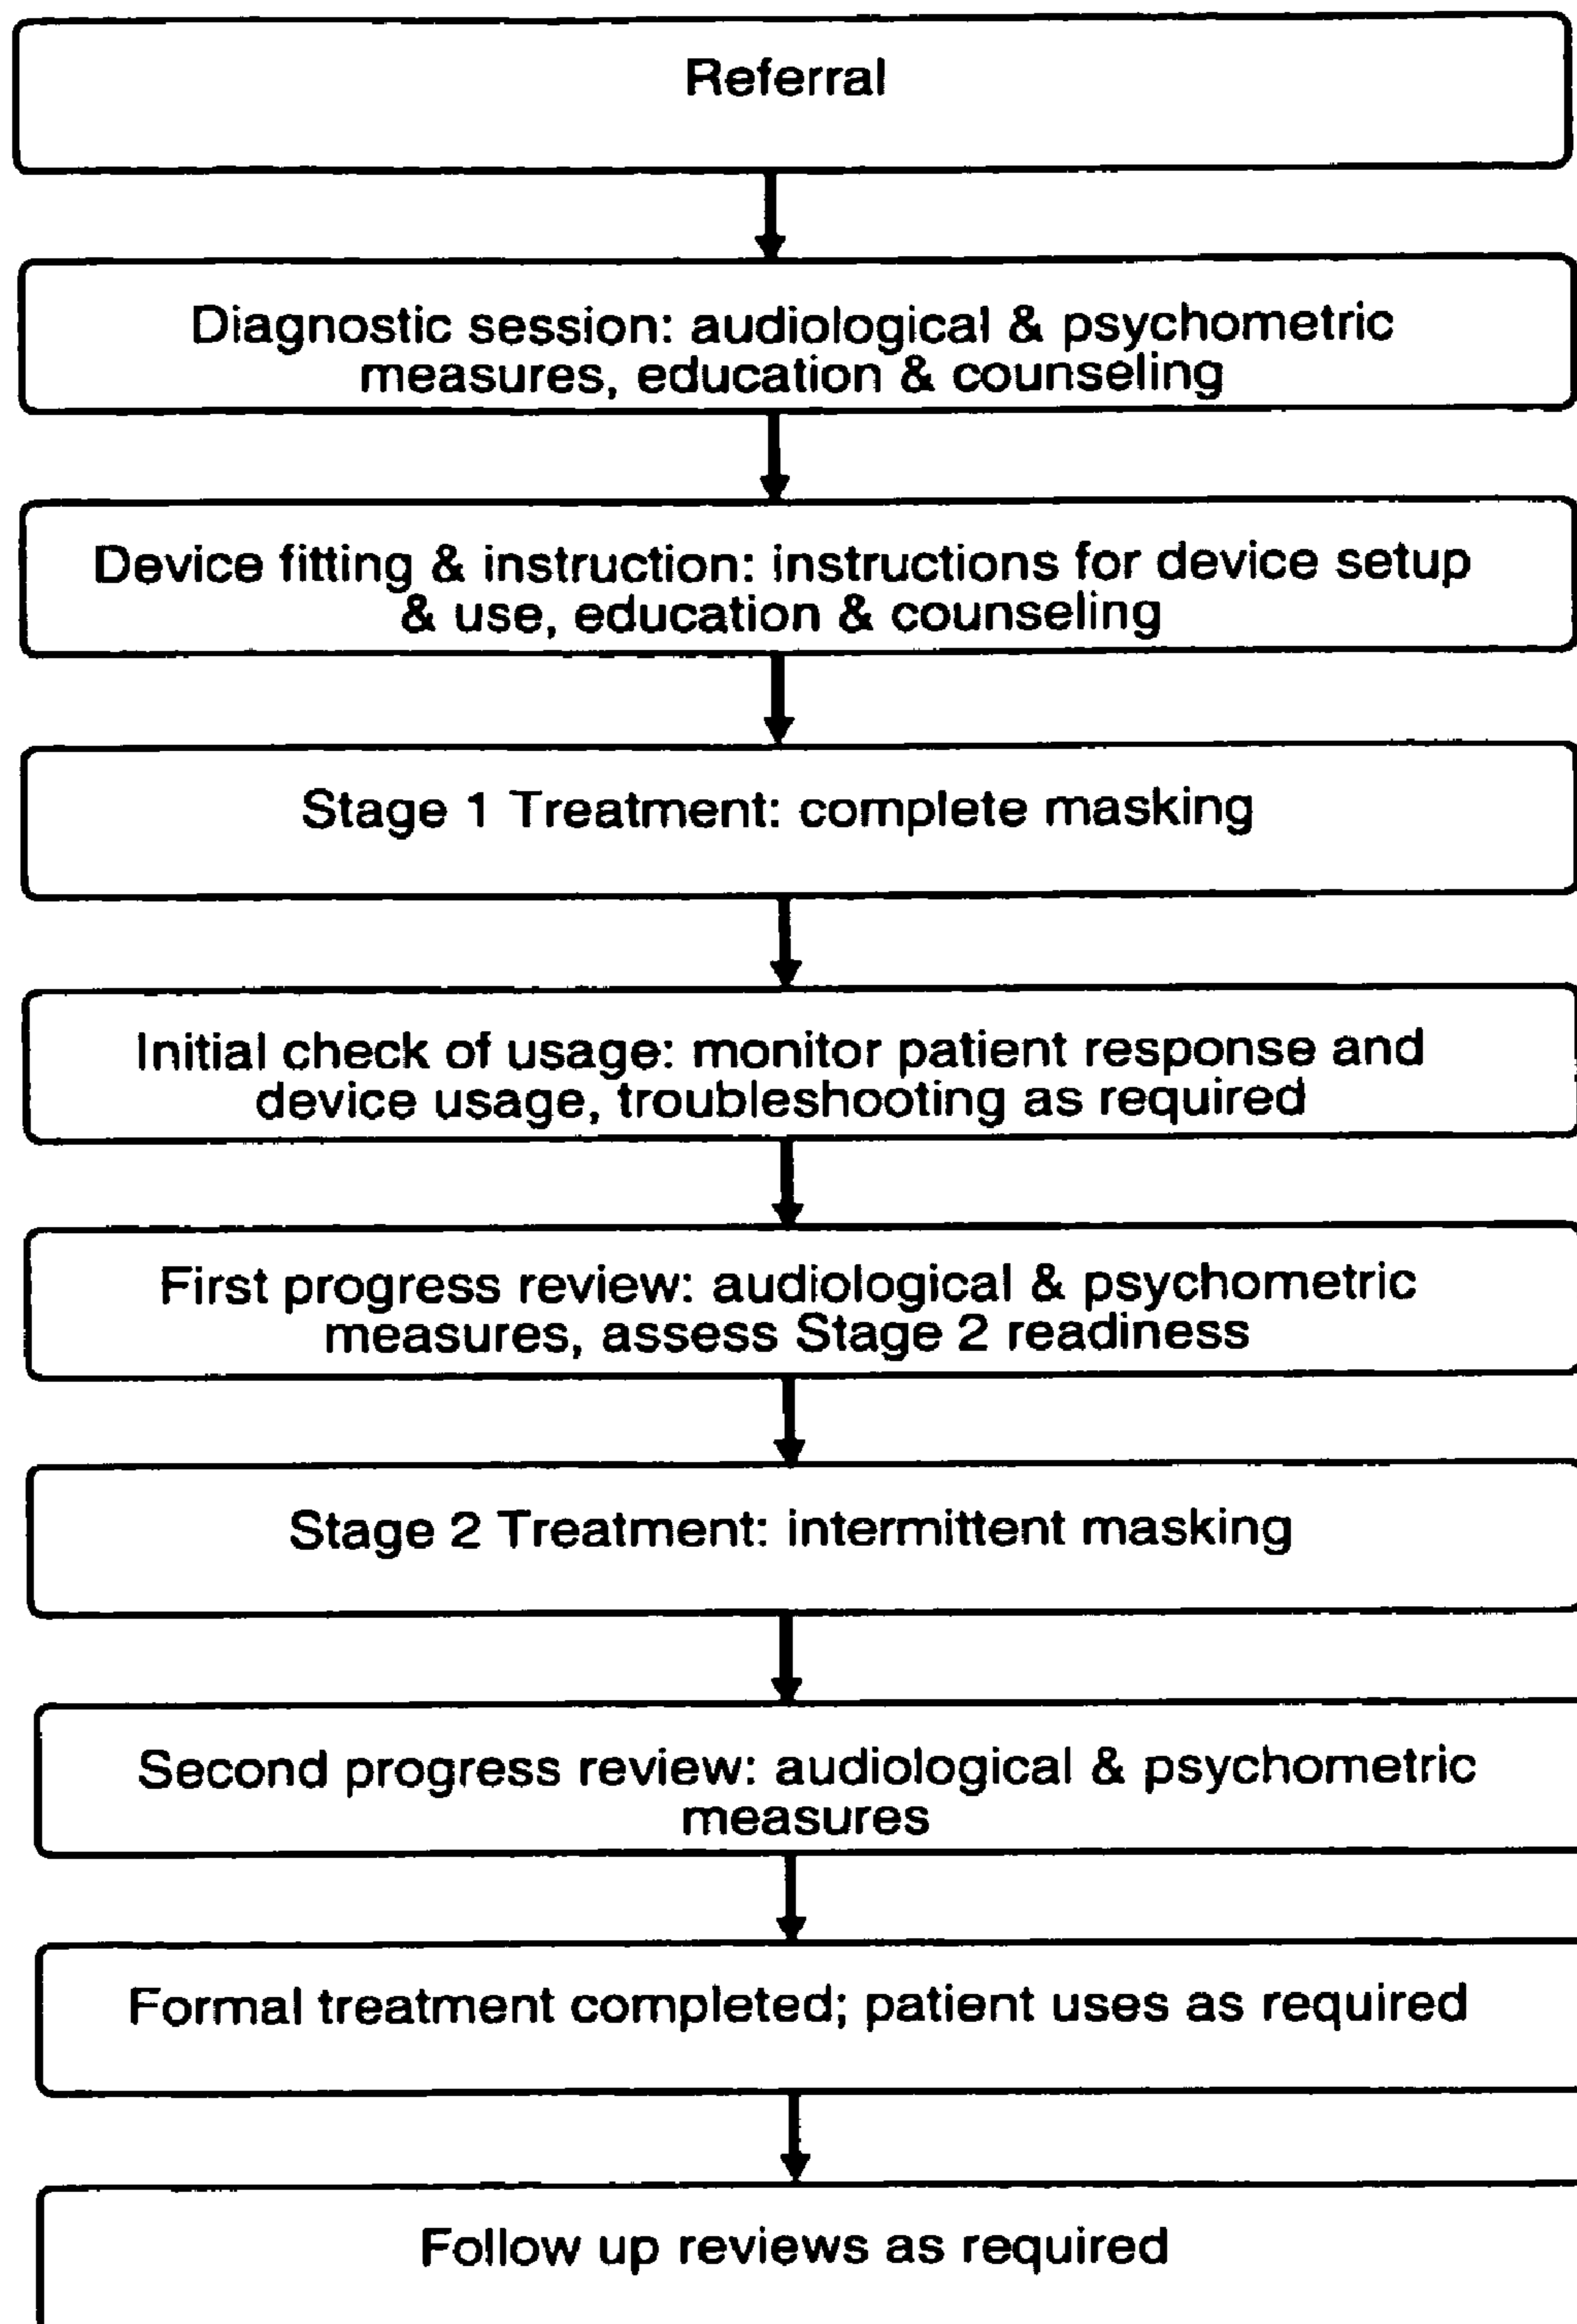 Referral
Diagnostic session: audiological & psychometric
measures, education & counseling
Device fitting & instruction: instructions for device setup
& use, education & counseling
Stage 1 Treatment: complete masking
Initial check of usage: monitor patient response and
device usage, troubleshooting as required
First progress review: audiological & psychometric
measures, assess Stage 2 readiness
Stage 2 Treatment: intermittent masking
Second progress review: audiological & psychometric
measures
Formal treatment completed; patient uses as required
Follow up reviews as required